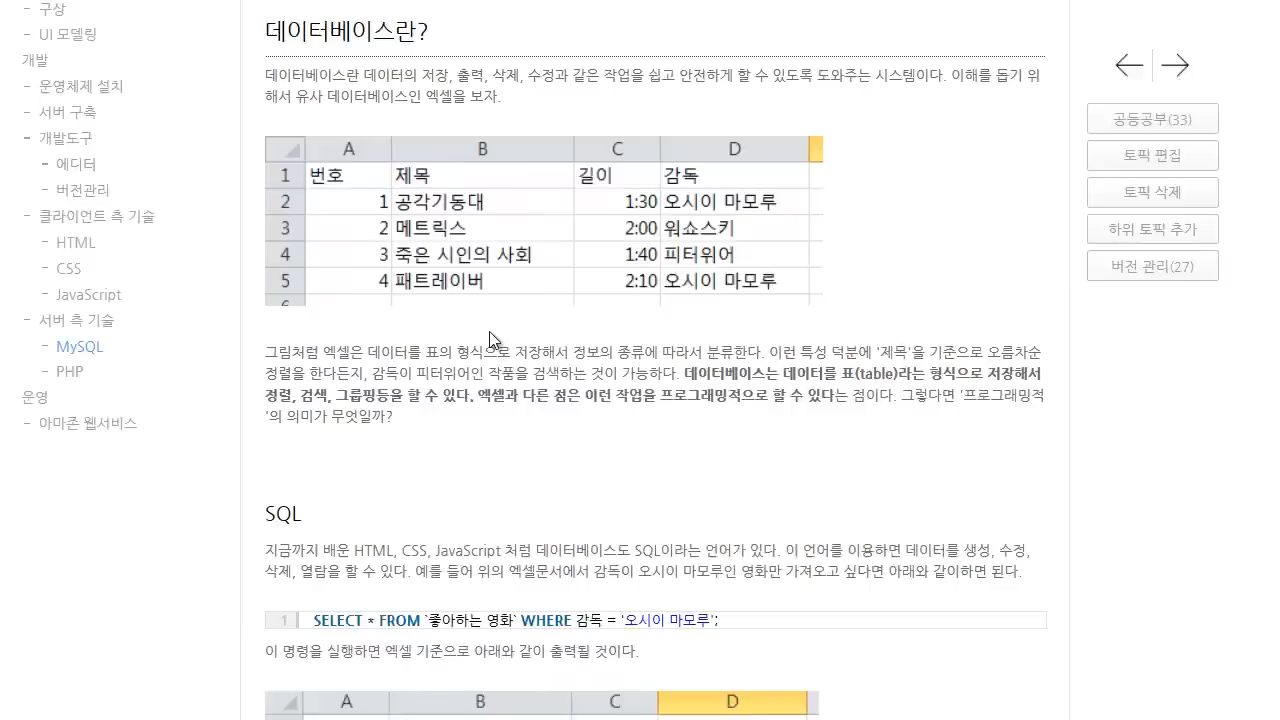 - 구상
- UI 모델링
개발
- 운영체제 설치
- 서버 구축
- 개발도구
- 에디터
- 버전관리
- 클라이언트 측 기술
- HTML
- CSS
- JavaScript
- 서버 측 기술
- MySQL
- PHP
운영
- 아마존 웹서비스
데이터베이스란?
데이터베이스란 데이터의 저장, 출력, 삭제, 수정과 같은 작업을 쉽고 안전하게 할 수 있도록 도와주는 시스템이다. 이해를 돕기 위
해서 유사 데이터베이스인 엑셀을 보자.
A B C D
1 번호 제목 길이 감독
2 1 공각기동대 1:30 오시이 마모루
3 2 메트릭스 2:00 워쇼스키
4 3 죽은 시인의 사회 1:40 피터위어
5 4 패트레이버 2:10 오시이 마모루
6
그림처럼 엑셀은 데이터를 표의 형식으로 저장해서 정보의 종류에 따라서 분류한다. 이런 특성 덕분에 '제목'을 기준으로 오름차순
정렬을 한다든지, 감독이 피터위어인 작품을 검색하는 것이 가능하다. 데이터베이스는 데이터를 표(table)라는 형식으로 저장해서
정렬, 검색, 그룹핑등을 할 수 있다. 엑셀과 다른 점은 이런 작업을 프로그래밍적으로 할 수 있다는 점이다. 그렇다면 '프로그래밍적
'의 의미가 무엇일까?
SQL
지금까지 배운 HTML, CSS, JavaScript 처럼 데이터베이스도 SQL이라는 언어가 있다. 이 언어를 이용하면 데이터를 생성, 수정,
삭제, 열람을 할 수 있다. 예를 들어 위의 엑셀문서에서 감독이 오시이 마모루인 영화만 가져오고 싶다면 아래와 같이하면 된다.
1 SELECT * FROM `좋아하는 영화` WHERE 감독 = '오시이 마모루';
이 명령을 실행하면 엑셀 기준으로 아래와 같이 출력될 것이다.
A B C D
공동공부(33)
토픽 편집
토픽 삭제
하위 토픽 추가
버전 관리(27)